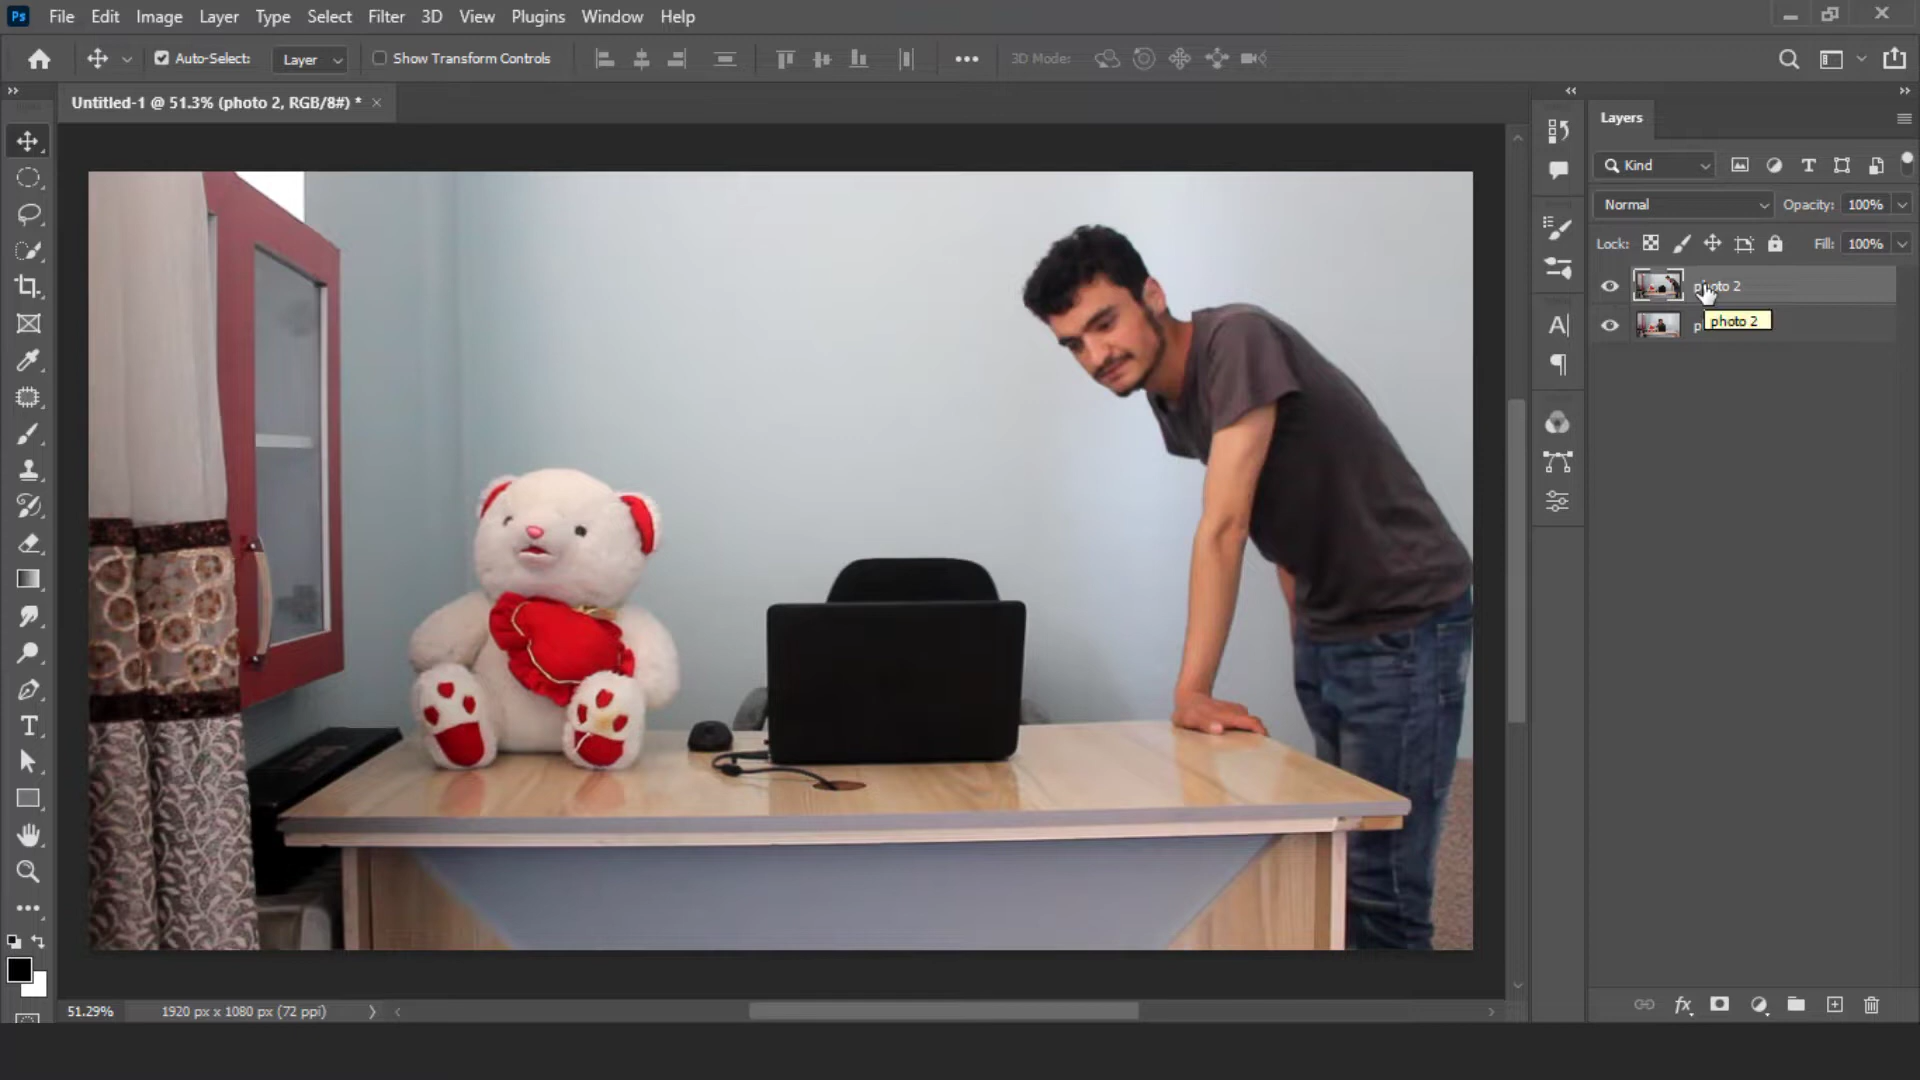 Ps File Edit Image Layer Type Select Filter 3D View Plugins Window Help
Auto-Select: Layer Show Transform Controls 3D Mode:
Untitled-1 @ 51.3% (photo 2, RGB/8#) *
Layers
Kind
Normal Opacity: 100%
Lock: Fill: 100%
photo 2
photo 2
p
51.29% 1920 px x 1080 px (72 ppi)